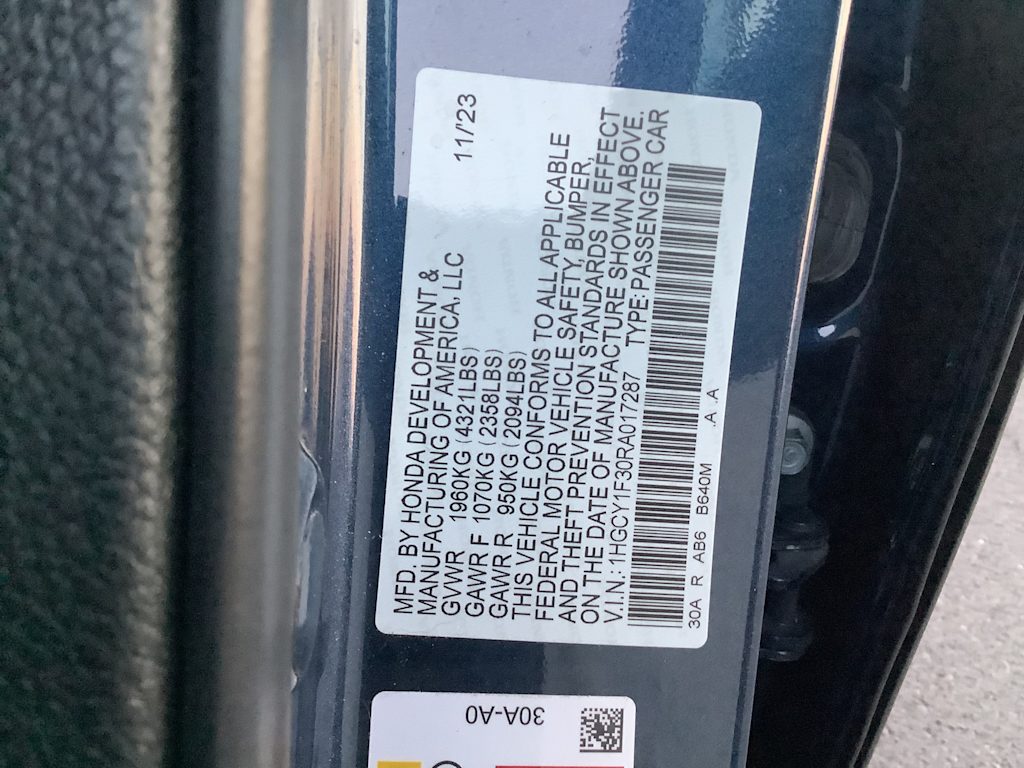 MFD. BY HONDA DEVELOPMENT &
MANUFACTURING OF AMERICA, LLC 11/'23
GVWR 1960KG (4321LBS)
GAWR F 1070KG (2358LBS)
GAWR R 950KG (2094LBS)
THIS VEHICLE CONFORMS TO ALL APPLICABLE
FEDERAL MOTOR VEHICLE SAFETY, BUMPER,
AND THEFT PREVENTION STANDARDS IN EFFECT
ON THE DATE OF MANUFACTURE SHOWN ABOVE.
V.I.N.: 1HGCY1F30RA017287 TYPE: PASSENGER CAR
30A R AB6 B640M .A .A
30A-A0